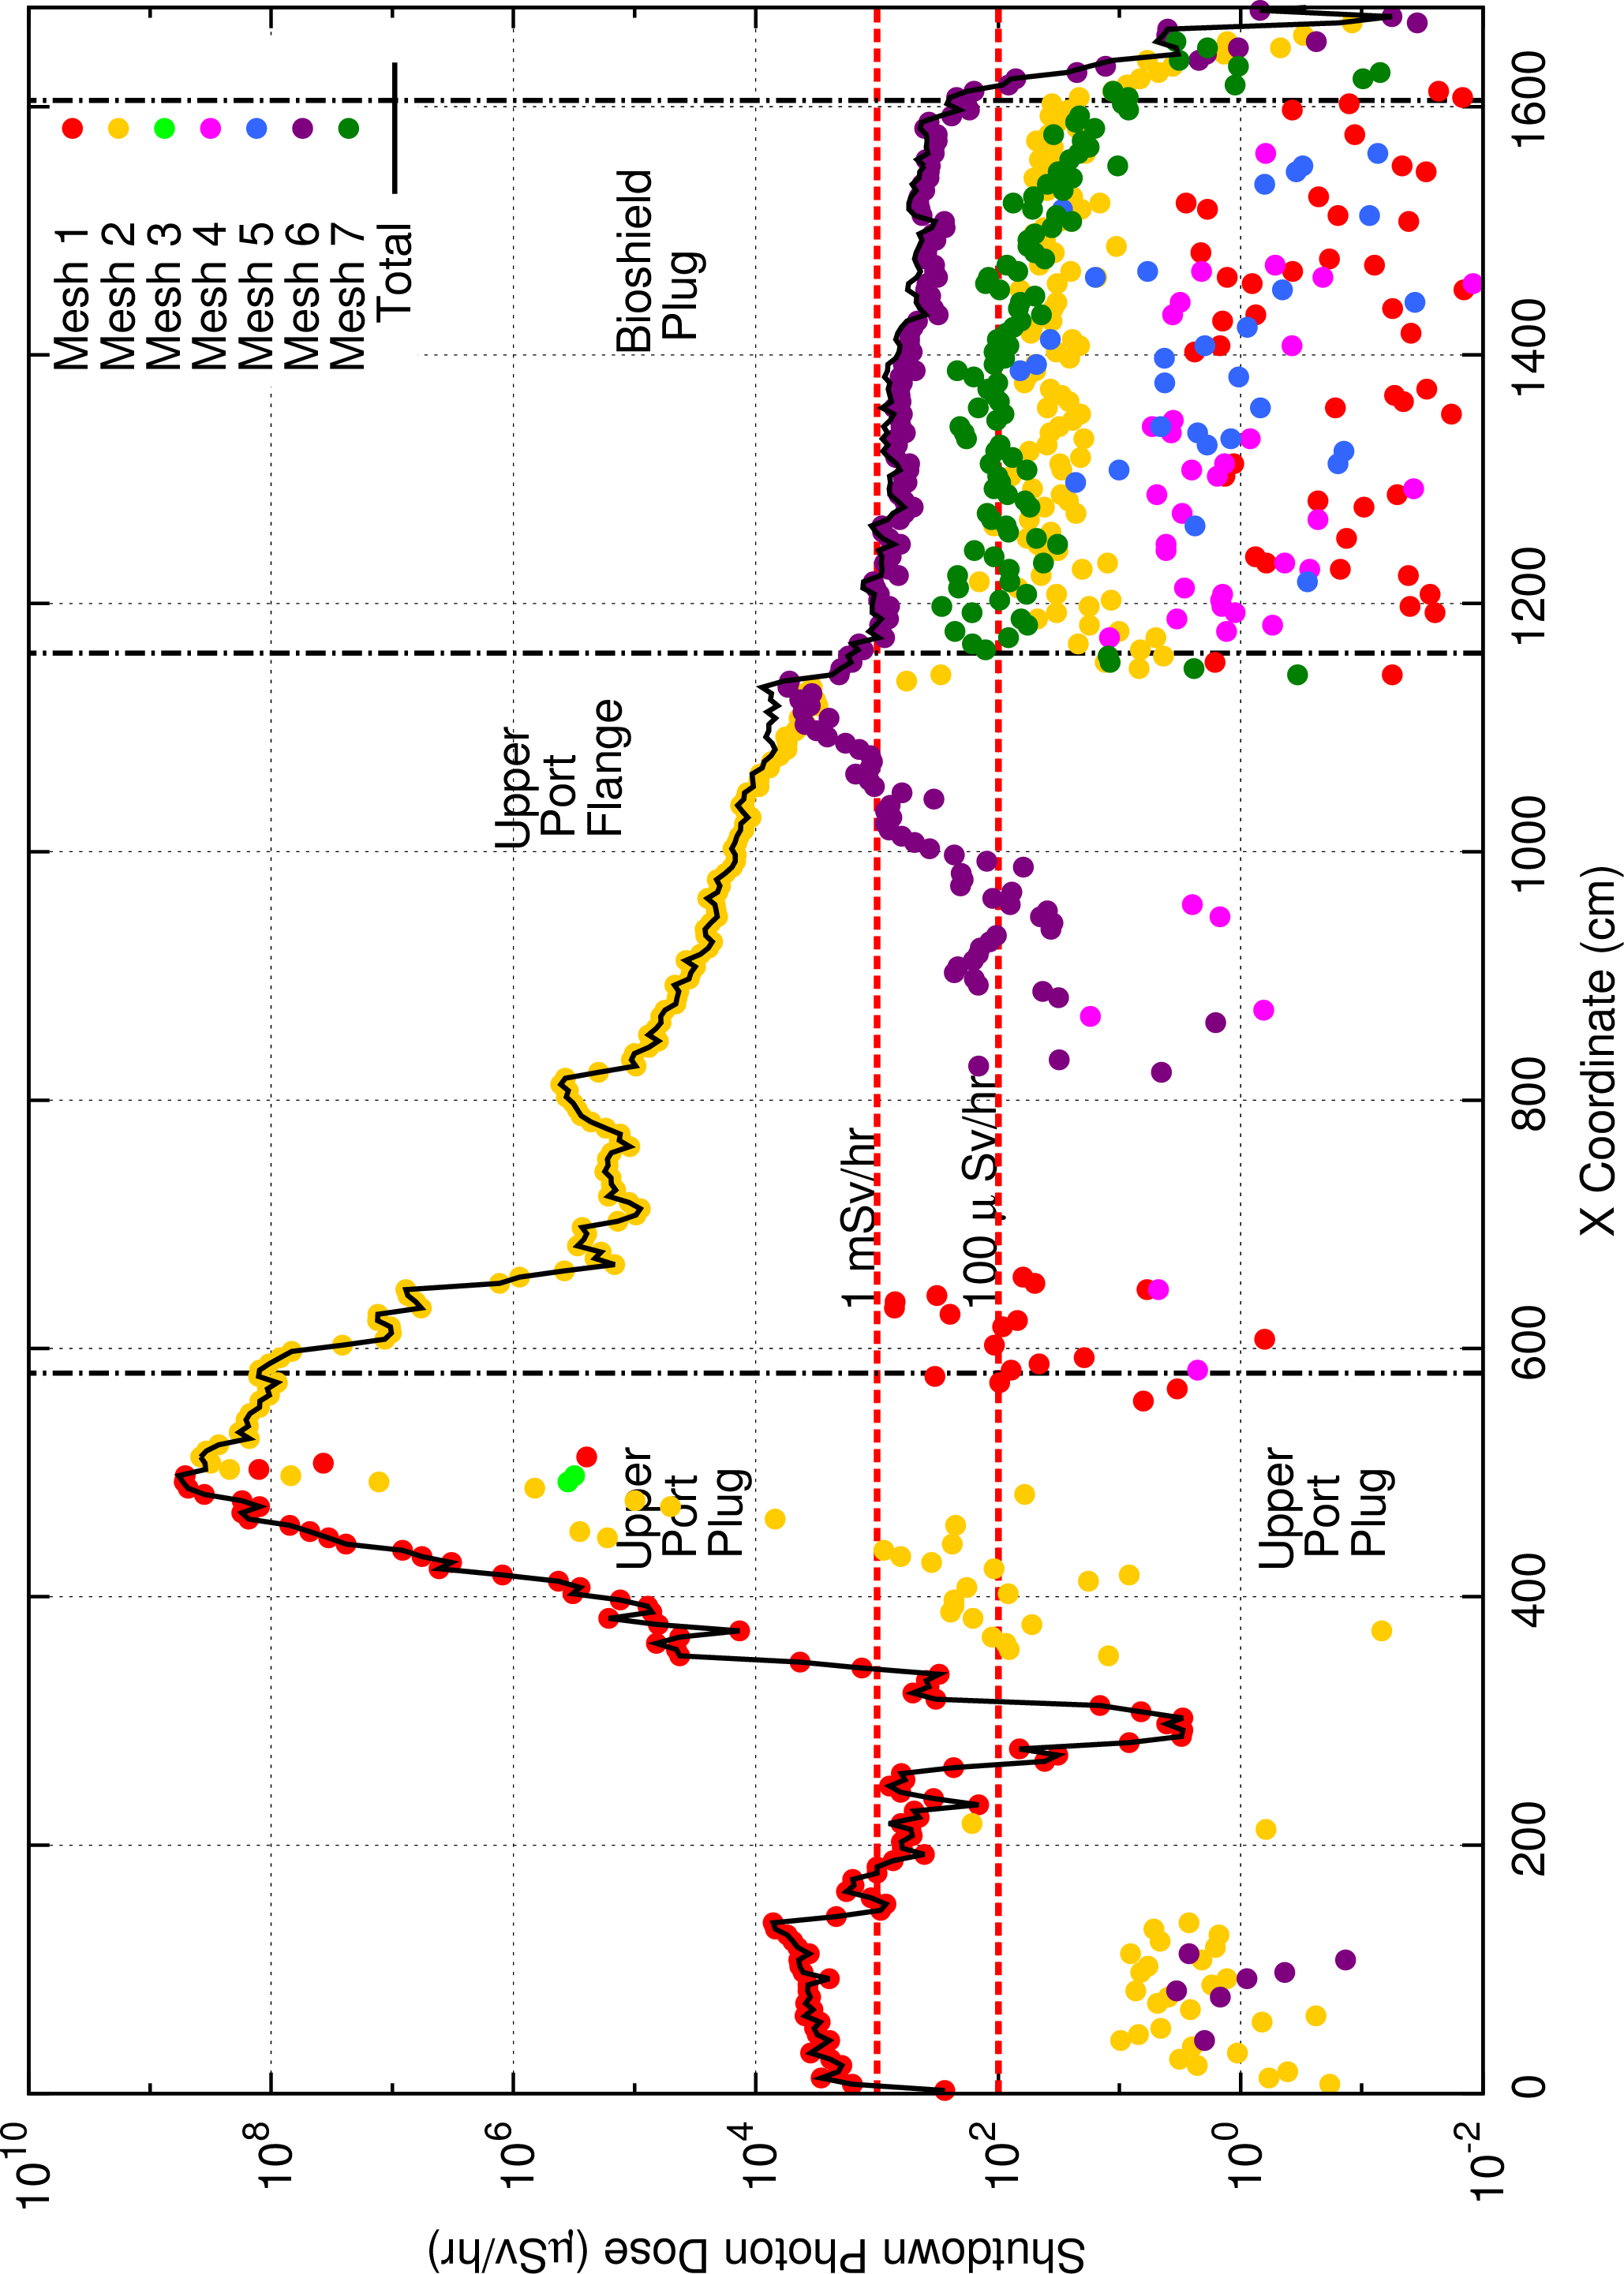 Mesh 1
Mesh 2
Mesh 3
Mesh 4
Mesh 5
Mesh 6
Mesh 7
Total
Bioshield
Plug
Upper
Port
Flange
1 mSv/hr
100 μ Sv/hr
Upper
Port
Plug
Upper
Port
Plug
10^10
10^8
10^6
10^4
10^2
10^0
10^-2
0 200 400 600 800 1000 1200 1400 1600
X Coordinate (cm)
Shutdown Photon Dose (μSv/hr)